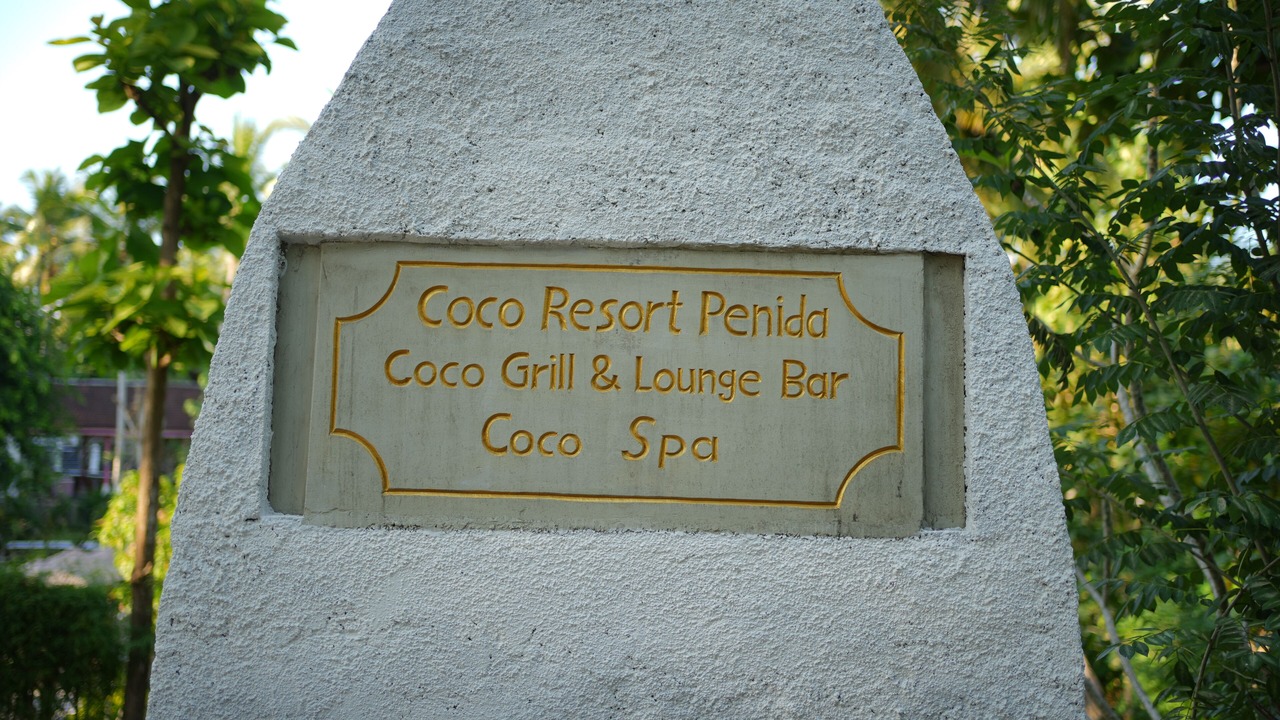 Coco Resort Penida
Coco Grill & Lounge Bar
Coco Spa